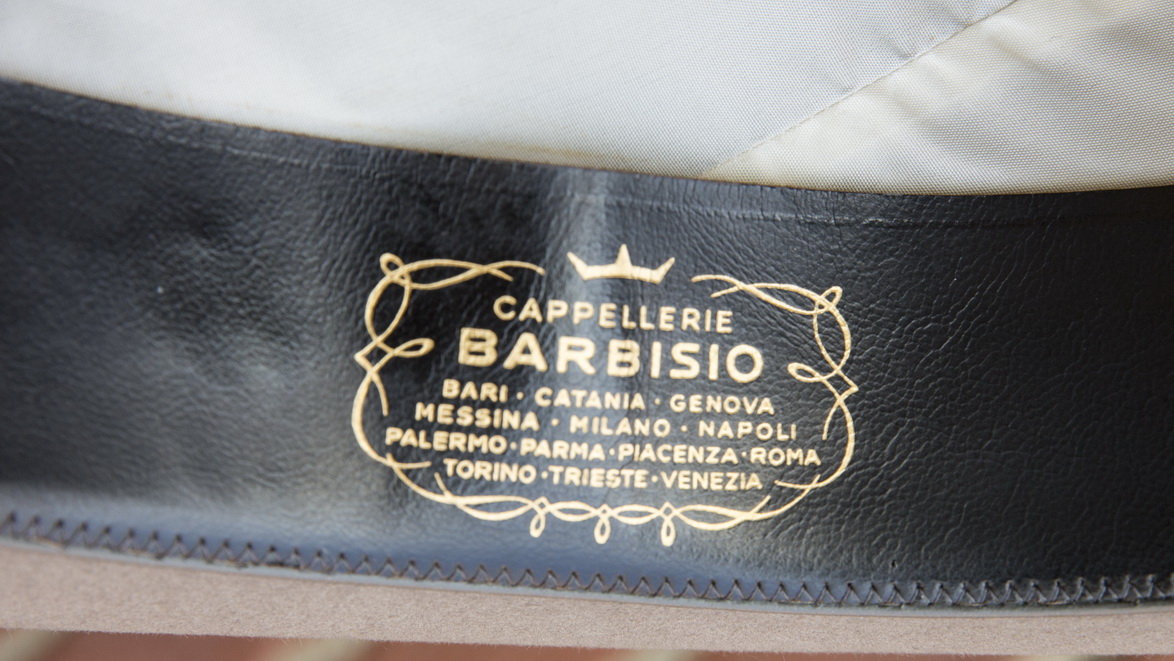 CAPPELLERIE
BARBISIO
BARI · CATANIA · GENOVA
MESSINA · MILANO · NAPOLI
PALERMO · PARMA · PIACENZA · ROMA
TORINO · TRIESTE · VENEZIA